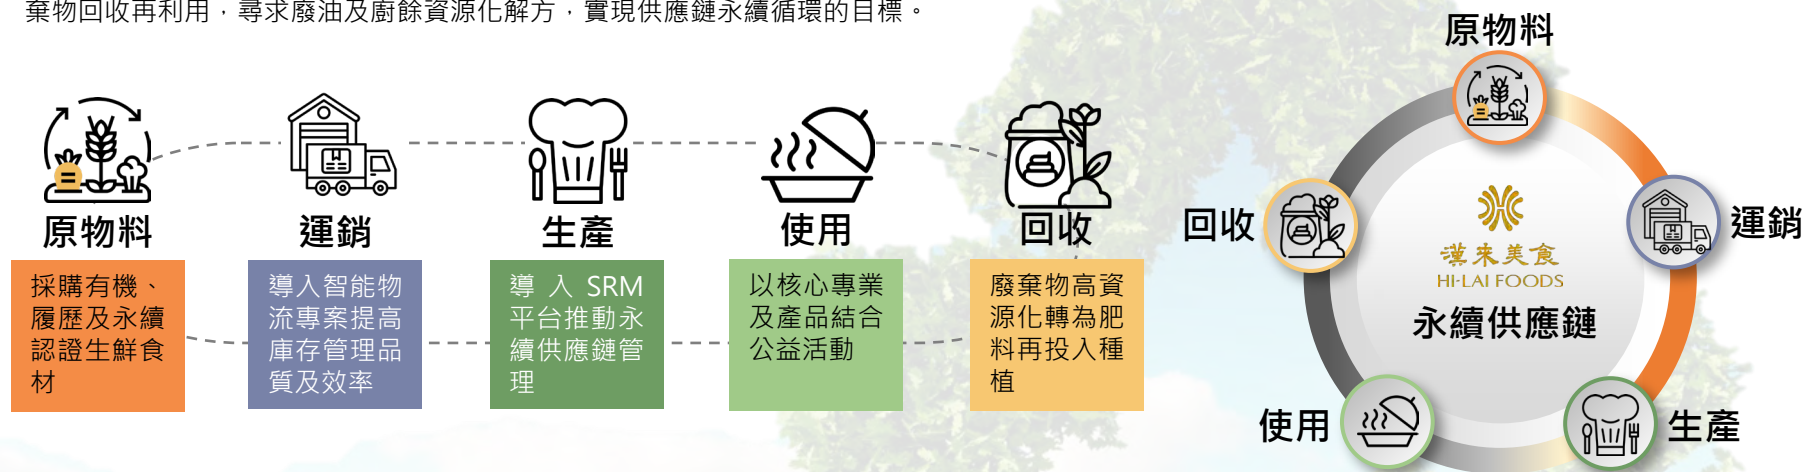 棄物回收再利用，尋求廢油及廚餘資源化解方，實現供應鏈永續循環的目標。
原物料
採購有機、
履歷及永續
認證生鮮食
材
運銷
導入智能物
流專案提高
庫存管理品
質及效率
生產
導入 SRM
平台推動永
續供應鏈管
理
使用
以核心專業
及產品結合
公益活動
回收
廢棄物高資
源化轉為肥
料再投入種
植
原物料
運銷
生產
使用
回收
漢來美食
HI-LAI FOODS
永續供應鏈